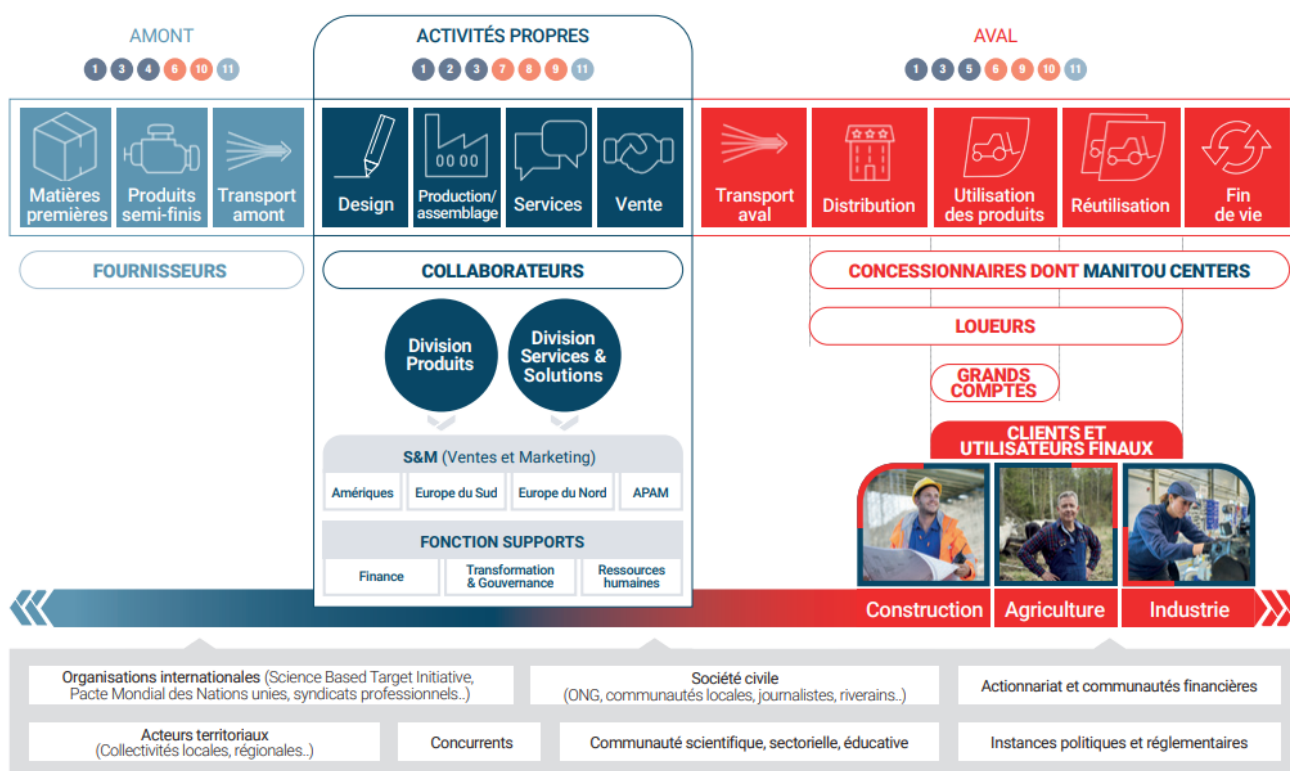 AMONT
1 3 4 6 10 11
ACTIVITÉS PROPRES
1 2 3 7 8 9 11
AVAL
1 3 5 6 9 10 11
Matières
premières
Produits
semi-finis
Transport
amont
Design
Production/
assemblage
Services
Vente
Transport
aval
Distribution
Utilisation
des produits
Réutilisation
Fin
de vie
FOURNISSEURS
COLLABORATEURS
CONCESSIONNAIRES DONT MANITOU CENTERS
LOUEURS
GRANDS
COMPTES
CLIENTS ET
UTILISATEURS FINAUX
Division
Produits
Division
Services &
Solutions
S&M (Ventes et Marketing)
Amériques
Europe du Sud
Europe du Nord
APAM
FONCTION SUPPORTS
Finance
Transformation
& Gouvernance
Ressources
humaines
Construction
Agriculture
Industrie
Organisations internationales (Science Based Target Initiative,
Pacte Mondial des Nations unies, syndicats professionnels..)
Société civile
(ONG, communautés locales, journalistes, riverains..)
Actionnariat et communautés financières
Acteurs territoriaux
(Collectivités locales, régionales..)
Concurrents
Communauté scientifique, sectorielle, éducative
Instances politiques et réglementaires